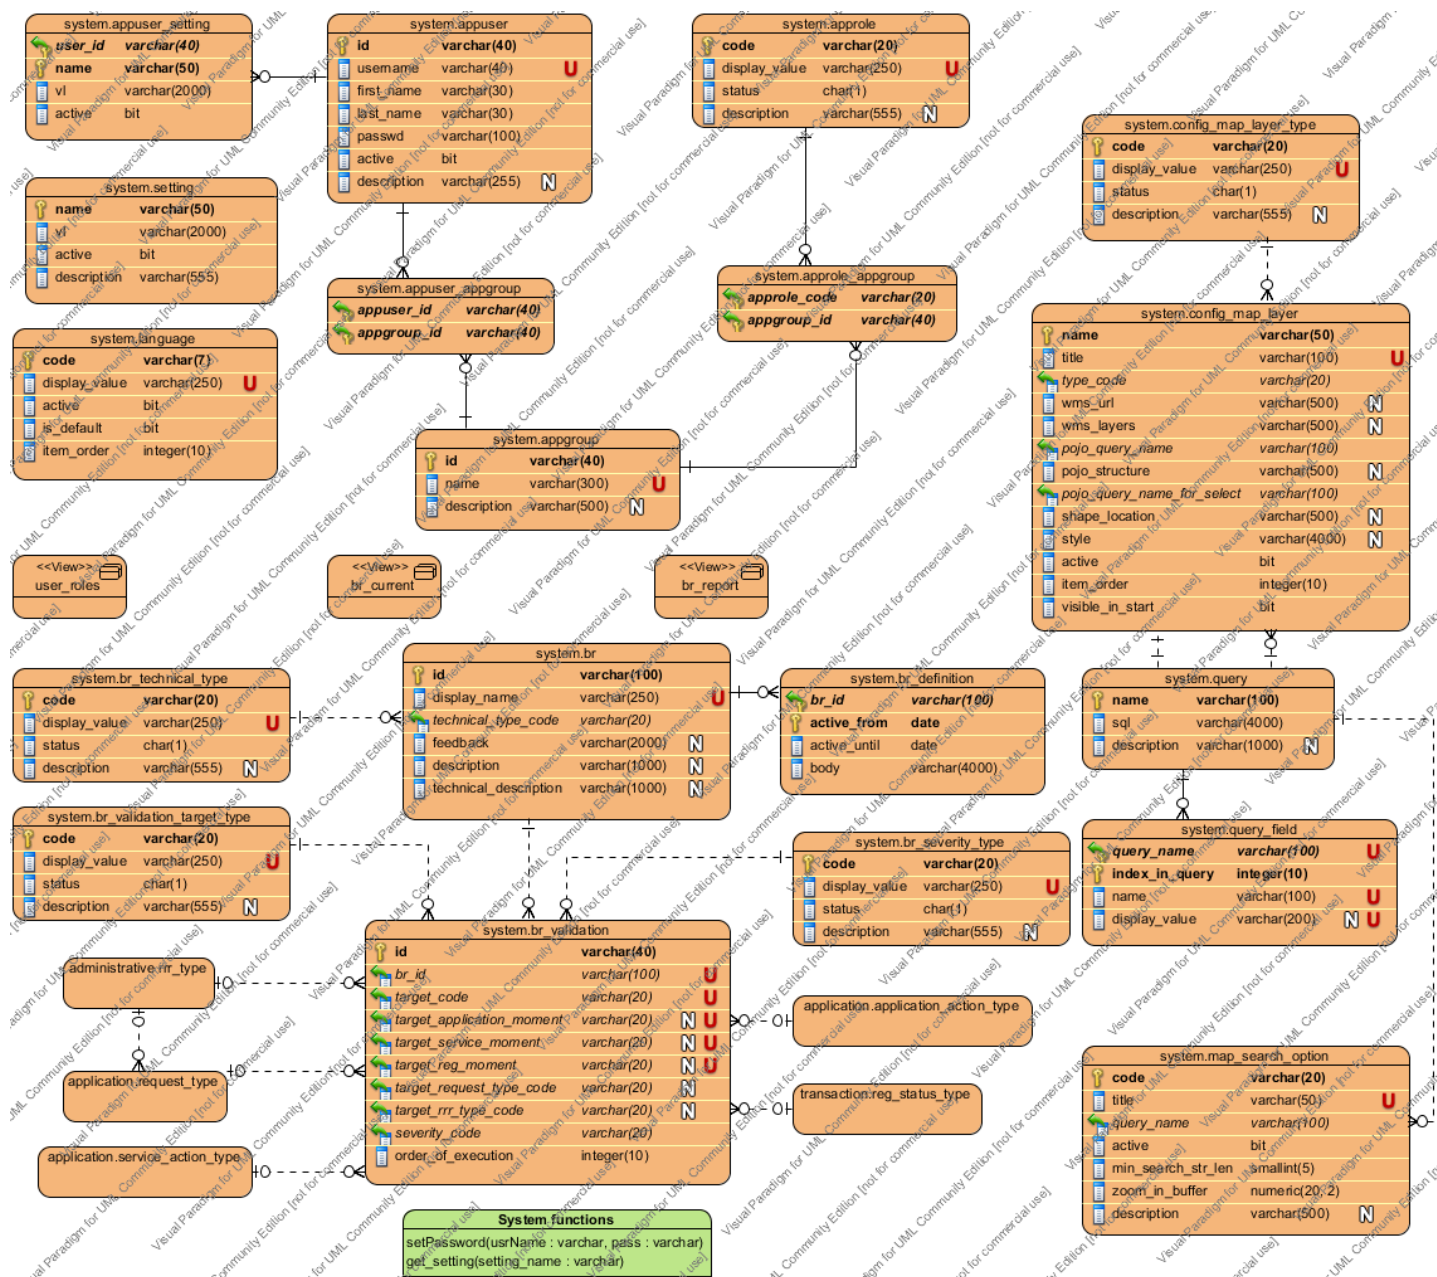 system.appuser_setting
user_id varchar(40)
name varchar(50)
vl varchar(2000)
active bit
system.appuser
id varchar(40)
username varchar(40) U
first_name varchar(30)
last_name varchar(30)
passwd varchar(100)
active bit
description varchar(255) N
system.approle
code varchar(20)
display_value varchar(250) U
status char(1)
description varchar(555) N
system.config_map_layer_type
code varchar(20)
display_value varchar(250) U
status char(1)
description varchar(555) N
system.setting
name varchar(50)
vl varchar(2000)
active bit
description varchar(555)
system.appuser_appgroup
appuser_id varchar(40)
appgroup_id varchar(40)
system.approle_appgroup
approle_code varchar(20)
appgroup_id varchar(40)
system.config_map_layer
name varchar(50)
title varchar(100) U
type_code varchar(20)
wms_url varchar(500) N
wms_layers varchar(500) N
pojo_query_name varchar(100)
pojo_structure varchar(500) N
pojo_query_name_for_select varchar(100)
shape_location varchar(500) N
style varchar(4000) N
active bit
item_order integer(10)
visible_in_start bit
system.language
code varchar(7)
display_value varchar(250) U
active bit
is_default bit
item_order integer(10)
system.appgroup
id varchar(40)
name varchar(300) U
description varchar(500) N
<<View>>
user_roles
<<View>>
br_current
<<View>>
br_report
system.br
id varchar(100)
display_name varchar(250) U
technical_type_code varchar(20)
feedback varchar(2000) N
description varchar(1000) N
technical_description varchar(1000) N
system.br_technical_type
code varchar(20)
display_value varchar(250) U
status char(1)
description varchar(555) N
system.br_definition
br_id varchar(100)
active_from date
active_until date
body varchar(4000)
system.query
name varchar(100)
sql varchar(4000)
description varchar(1000) N
system.br_validation_target_type
code varchar(20)
display_value varchar(250) U
status char(1)
description varchar(555) N
system.br_severity_type
code varchar(20)
display_value varchar(250) U
status char(1)
description varchar(555) N
system.query_field
query_name varchar(100) U
index_in_query integer(10)
name varchar(100) U
display_value varchar(200) N U
system.br_validation
id varchar(40)
br_id varchar(100) U
target_code varchar(20) U
target_application_moment varchar(20) N U
target_service_moment varchar(20) N U
target_reg_moment varchar(20) N U
target_request_type_code varchar(20) N
target_rrr_type_code varchar(20) N
severity_code varchar(20)
order_of_execution integer(10)
administrative.rrr_type
application.request_type
application.service_action_type
application.application_action_type
transaction.reg_status_type
system.map_search_option
code varchar(20)
title varchar(50) U
query_name varchar(100)
active bit
min_search_str_len smallint(5)
zoom_in_buffer numeric(20, 2)
description varchar(500) N
System functions
setPassword(usrName : varchar, pass : varchar)
get_setting(setting_name : varchar)
Visual Paradigm for UML Community Edition [not for commercial use]